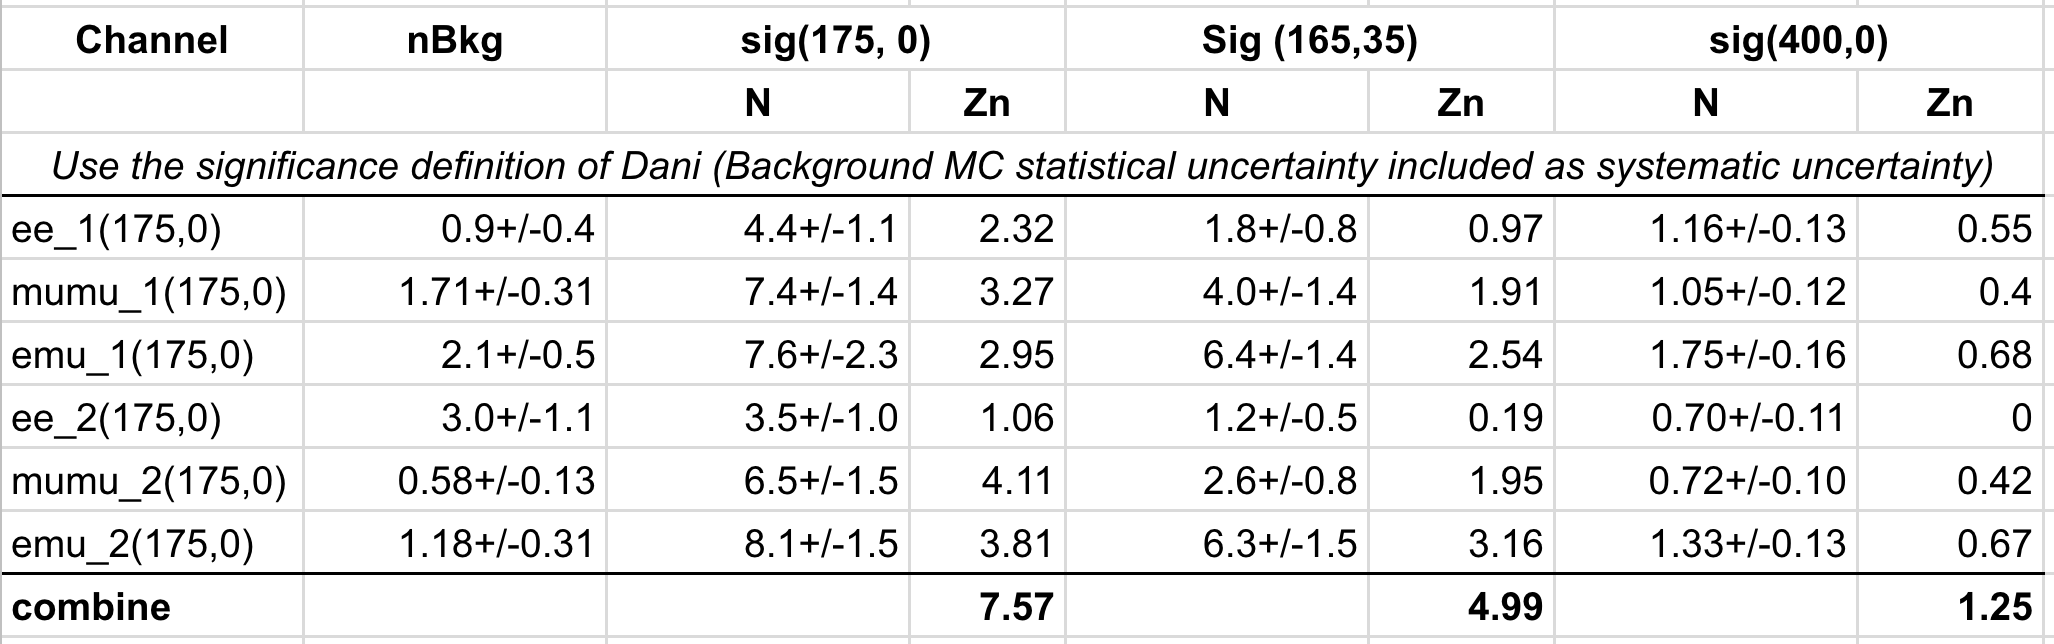 Channel nBkg sig(175, 0) Sig (165,35) sig(400,0)
N Zn N Zn N Zn
Use the significance definition of Dani (Background MC statistical uncertainty included as systematic uncertainty)
ee_1(175,0) 0.9+/-0.4 4.4+/-1.1 2.32 1.8+/-0.8 0.97 1.16+/-0.13 0.55
mumu_1(175,0) 1.71+/-0.31 7.4+/-1.4 3.27 4.0+/-1.4 1.91 1.05+/-0.12 0.4
emu_1(175,0) 2.1+/-0.5 7.6+/-2.3 2.95 6.4+/-1.4 2.54 1.75+/-0.16 0.68
ee_2(175,0) 3.0+/-1.1 3.5+/-1.0 1.06 1.2+/-0.5 0.19 0.70+/-0.11 0
mumu_2(175,0) 0.58+/-0.13 6.5+/-1.5 4.11 2.6+/-0.8 1.95 0.72+/-0.10 0.42
emu_2(175,0) 1.18+/-0.31 8.1+/-1.5 3.81 6.3+/-1.5 3.16 1.33+/-0.13 0.67
combine 7.57 4.99 1.25